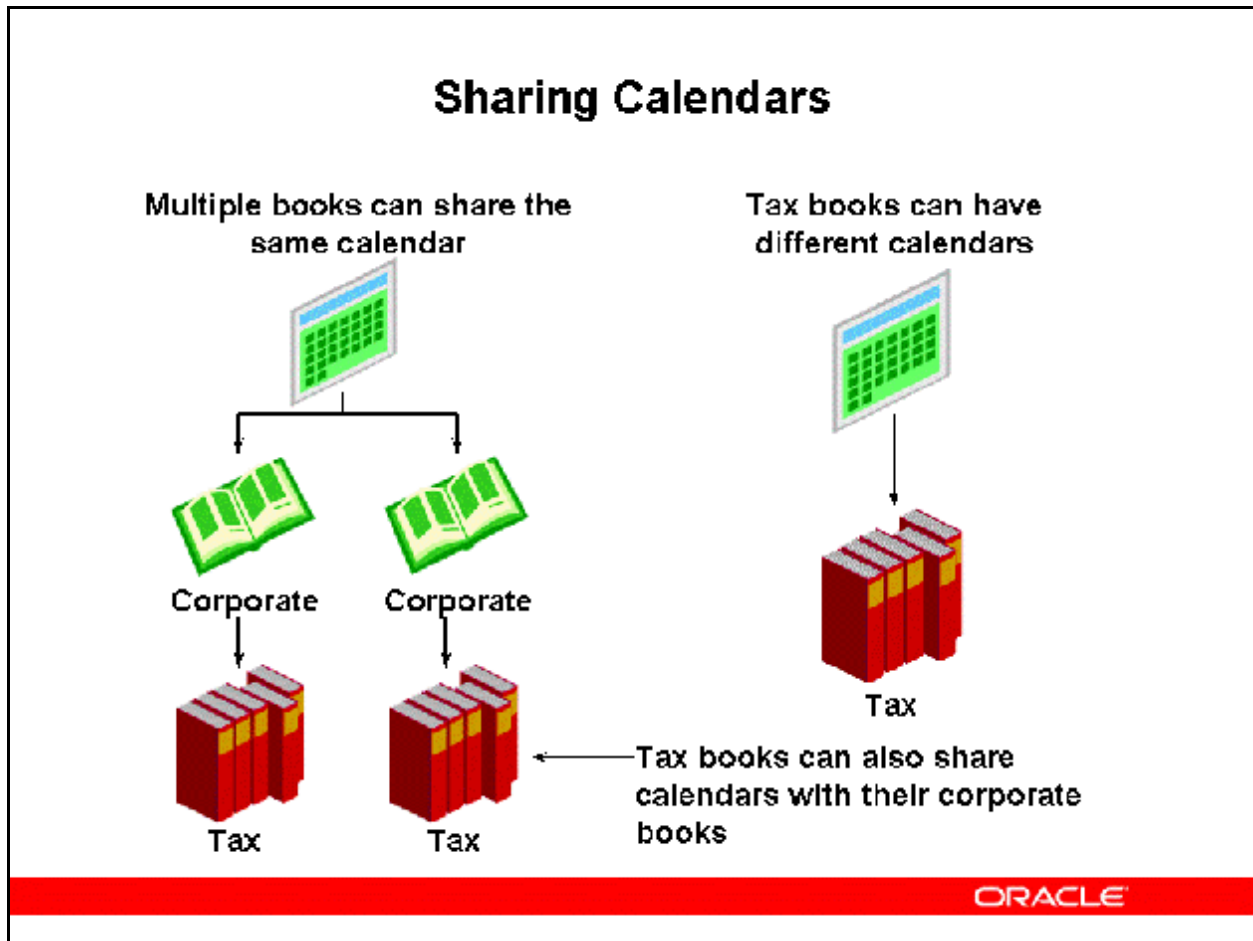 Sharing Calendars
Multiple books can share the
same calendar
Tax books can have
different calendars
Corporate
Corporate
Tax
Tax
Tax
Tax books can also share
calendars with their corporate
books
ORACLE